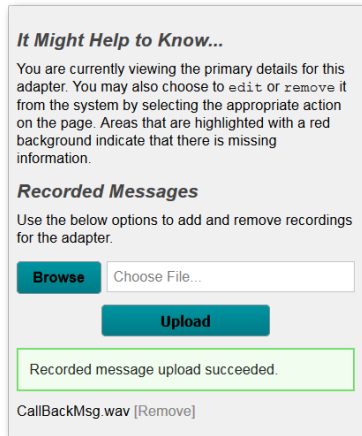 It Might Help to Know...
You are currently viewing the primary details for this
adapter. You may also choose to edit or remove it
from the system by selecting the appropriate action
on the page. Areas that are highlighted with a red
background indicate that there is missing
information.
Recorded Messages
Use the below options to add and remove recordings
for the adapter.
Browse Choose File...
Upload
Recorded message upload succeeded.
CallBackMsg.wav [Remove]